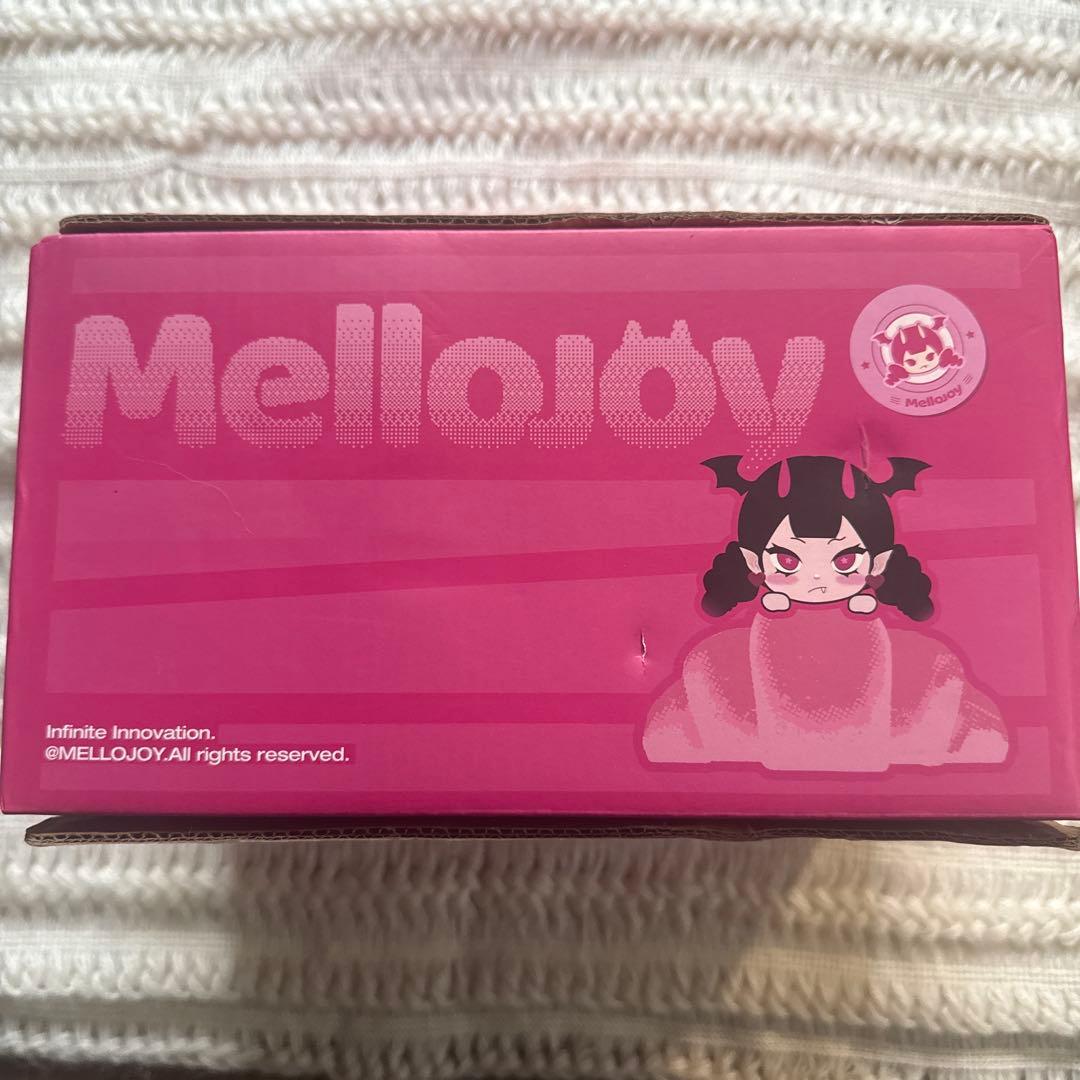 Mellojoy
Mellojoy
Infinite Innovation.
@MELLOJOY.All rights reserved.